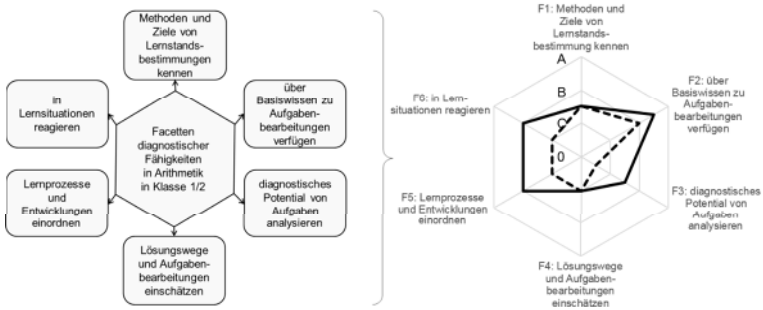 Methoden und
Ziele von
Lernstands-
bestimmungen
kennen
in
Lernsituationen
reagieren
über
Basiswissen zu
Aufgaben-
bearbeitungen
verfügen
Facetten
diagnostischer
Fähigkeiten
in Arithmetik
in Klasse 1/2
Lernprozesse
und
Entwicklungen
einordnen
diagnostisches
Potential von
Aufgaben
analysieren
Lösungswege
und Aufgaben-
bearbeitungen
einschätzen
F1: Methoden und
Ziele von
Lernstands-
bestimmung kennen
A
B
C
0
F2: über
Basiswissen zu
Aufgaben-
bearbeitungen
verfügen
F6: in Lern-
situationen reagieren
F5: Lernprozesse
und Entwicklungen
einordnen
F3: diagnostisches
Potential von
Aufgaben
analysieren
F4: Lösungswege
und Aufgaben-
bearbeitungen
einschätzen